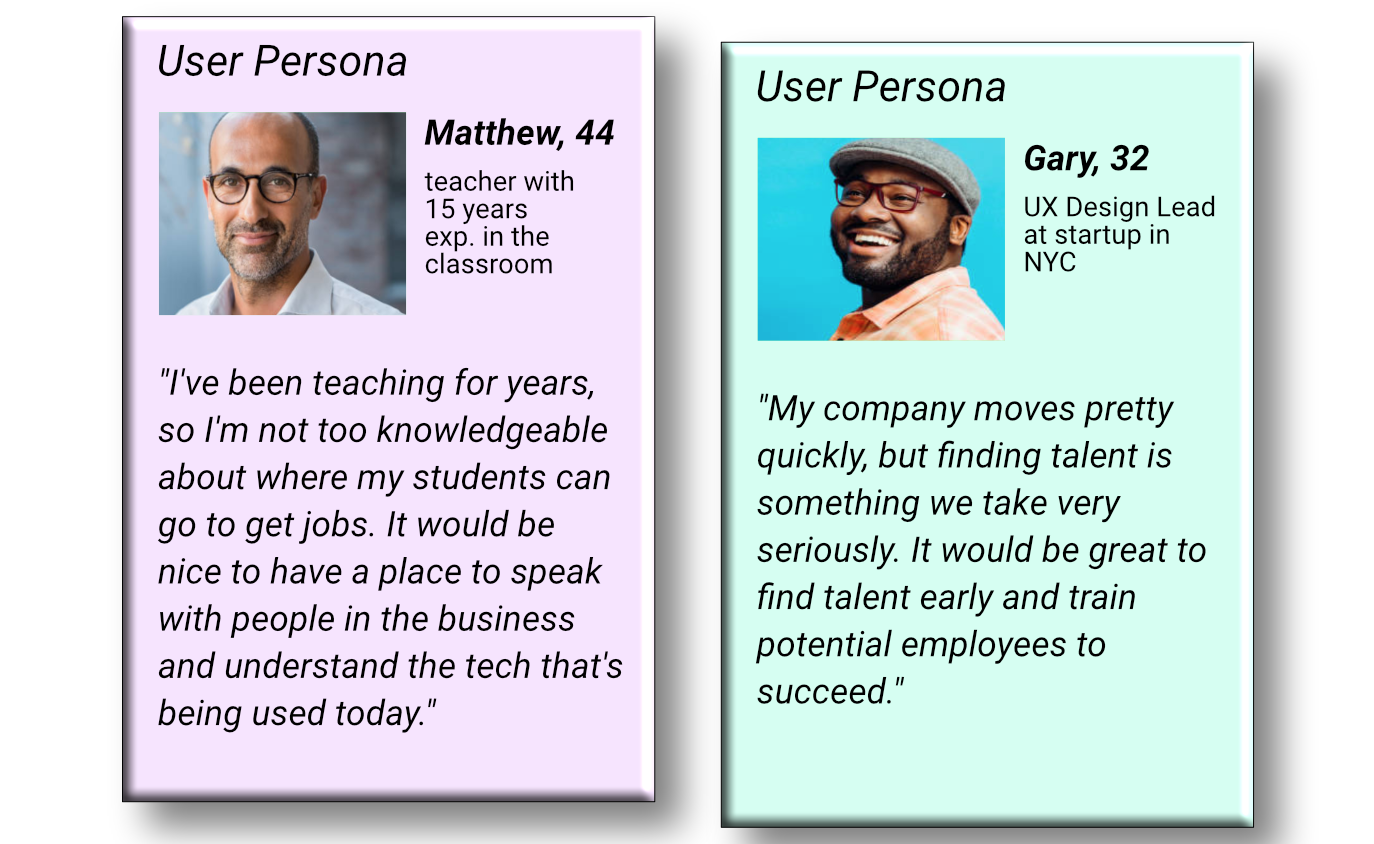 User Persona
Matthew, 44
teacher with
15 years
exp. in the
classroom
"I've been teaching for years,
so I'm not too knowledgeable
about where my students can
go to get jobs. It would be
nice to have a place to speak
with people in the business
and understand the tech that's
being used today."
User Persona
Gary, 32
UX Design Lead
at startup in
NYC
"My company moves pretty
quickly, but finding talent is
something we take very
seriously. It would be great to
find talent early and train
potential employees to
succeed."